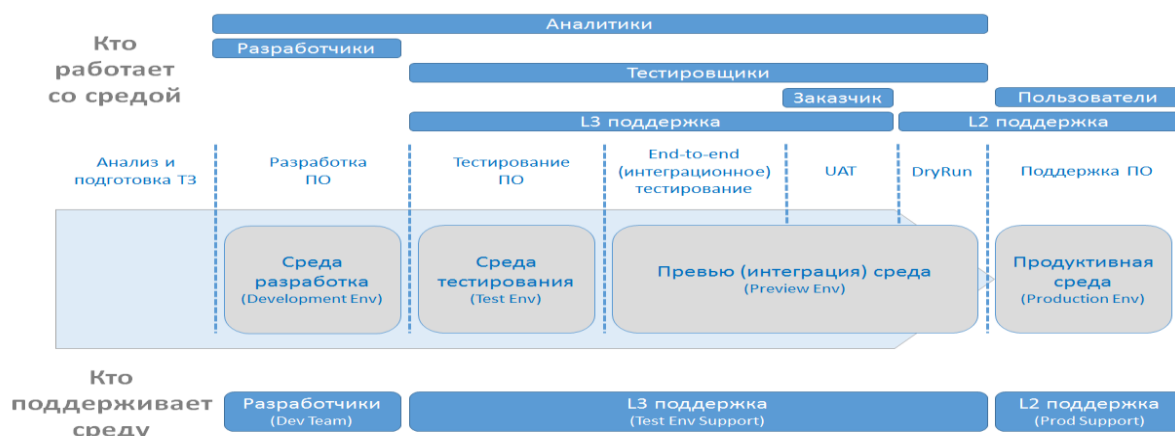 Аналитики
Кто
работает
со средой
Разработчики
Тестировщики
Заказчик
Пользователи
L3 поддержка
L2 поддержка
Анализ и
подготовка ТЗ
Разработка
ПО
Тестирование
ПО
End-to-end
(интеграционное)
тестирование
UAT
DryRun
Поддержка ПО
Среда
разработка
(Development Env)
Среда
тестирования
(Test Env)
Превью (интеграция) среда
(Preview Env)
Продуктивная
среда
(Production Env)
Кто
поддерживает
среду
Разработчики
(Dev Team)
L3 поддержка
(Test Env Support)
L2 поддержка
(Prod Support)